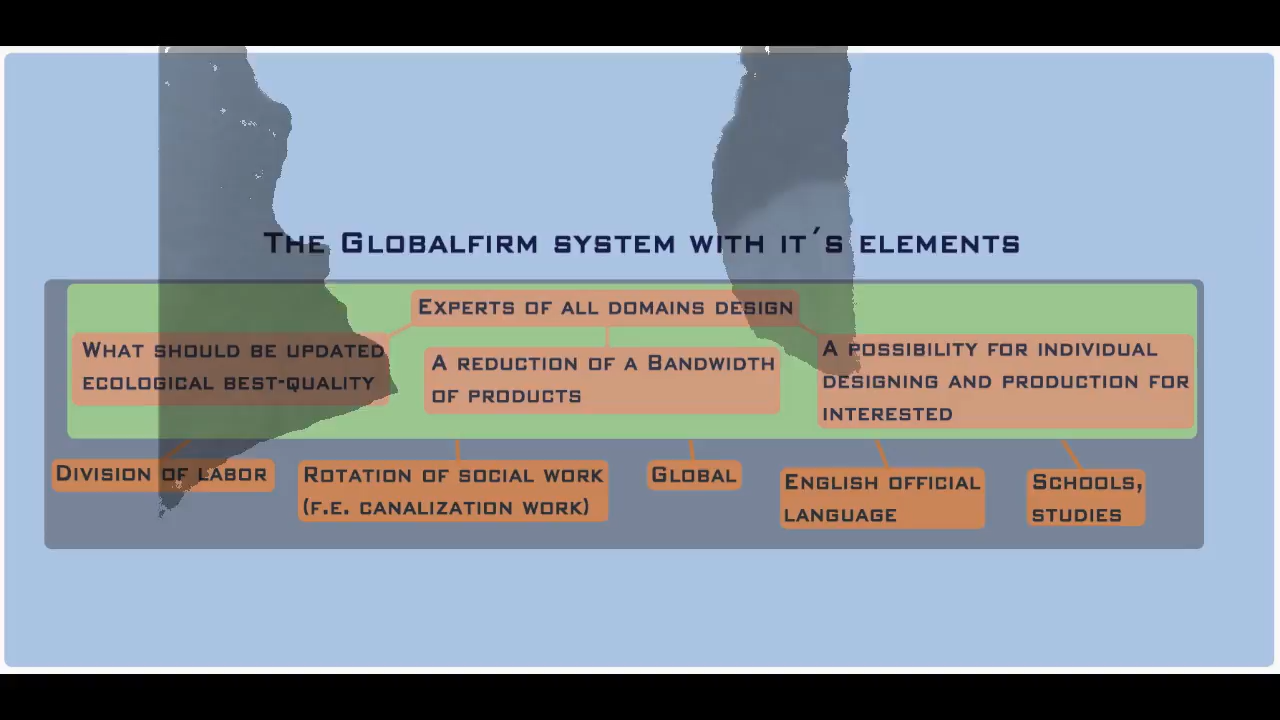 The Globalfirm system with it´s elements
Experts of all domains design
What should be updated
ecological best-quality
A reduction of a Bandwidth
of products
A possibility for individual
designing and production for
interested
Division of labor
Rotation of social work
(f.e. canalization work)
Global
English official
language
Schools,
studies